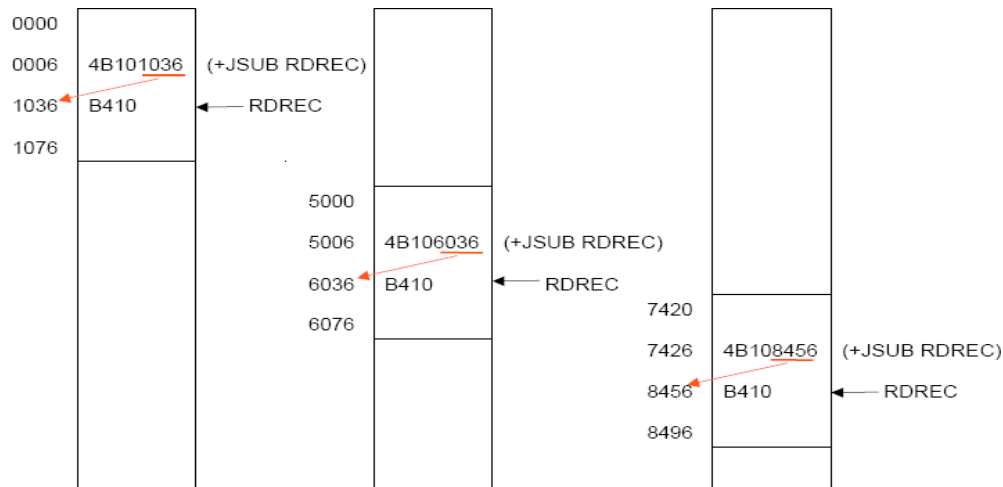 0000
0006 4B101036 (+JSUB RDREC)
1036 B410 RDREC
1076
5000
5006 4B106036 (+JSUB RDREC)
6036 B410 RDREC
6076
7420
7426 4B108456 (+JSUB RDREC)
8456 B410 RDREC
8496